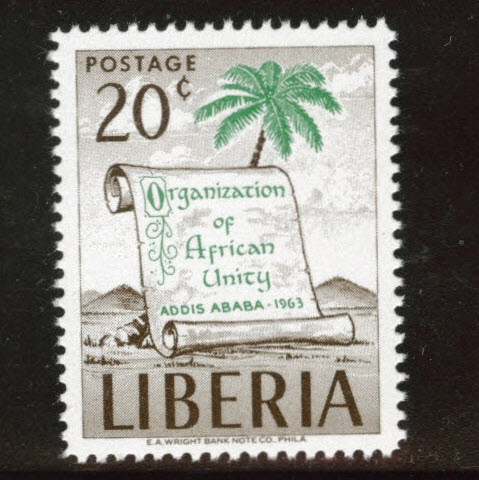 POSTAGE
20¢
Organization
of
African
Unity
ADDIS ABABA - 1963
LIBERIA
E.A. WRIGHT BANK NOTE CO., PHILA.